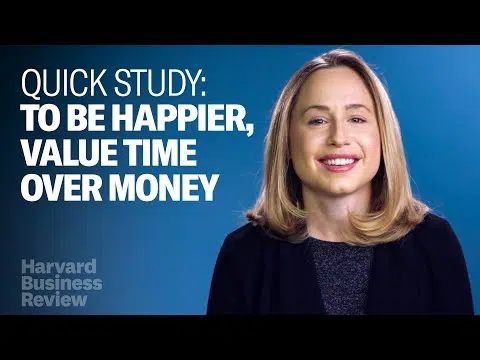 QUICK STUDY:
TO BE HAPPIER,
VALUE TIME
OVER MONEY
Harvard
Business
Review